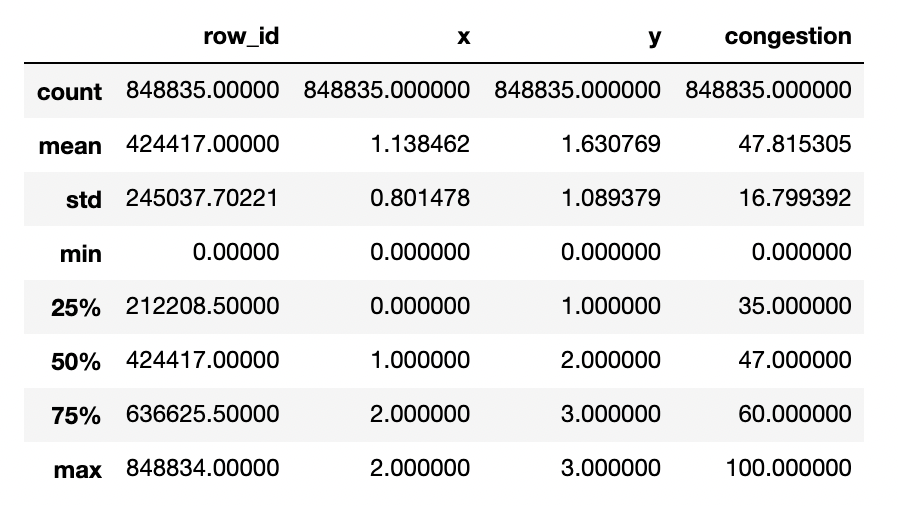 row_id x y congestion
count 848835.00000 848835.000000 848835.000000 848835.000000
mean 424417.00000 1.138462 1.630769 47.815305
std 245037.70221 0.801478 1.089379 16.799392
min 0.00000 0.000000 0.000000 0.000000
25% 212208.50000 0.000000 1.000000 35.000000
50% 424417.00000 1.000000 2.000000 47.000000
75% 636625.50000 2.000000 3.000000 60.000000
max 848834.00000 2.000000 3.000000 100.000000